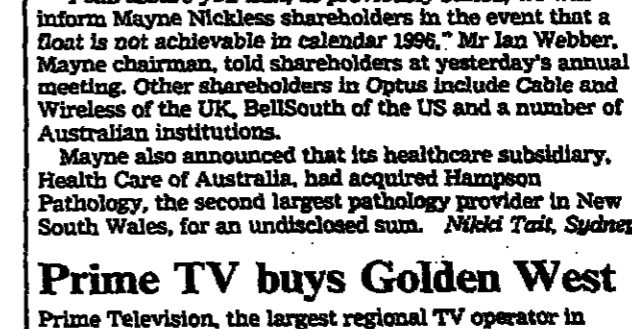 inform Mayne Nickless shareholders in the event that a
float is not achievable in calendar 1996," Mr Ian Webber,
Mayne chairman, told shareholders at yesterday's annual
meeting. Other shareholders in Optus include Cable and
Wireless of the UK, BellSouth of the US and a number of
Australian institutions.
Mayne also announced that its healthcare subsidiary,
Health Care of Australia, had acquired Hampson
Pathology, the second largest pathology provider in New
South Wales, for an undisclosed sum. Nikki Tait, Sydney
Prime TV buys Golden West
Prime Television, the largest regional TV operator in